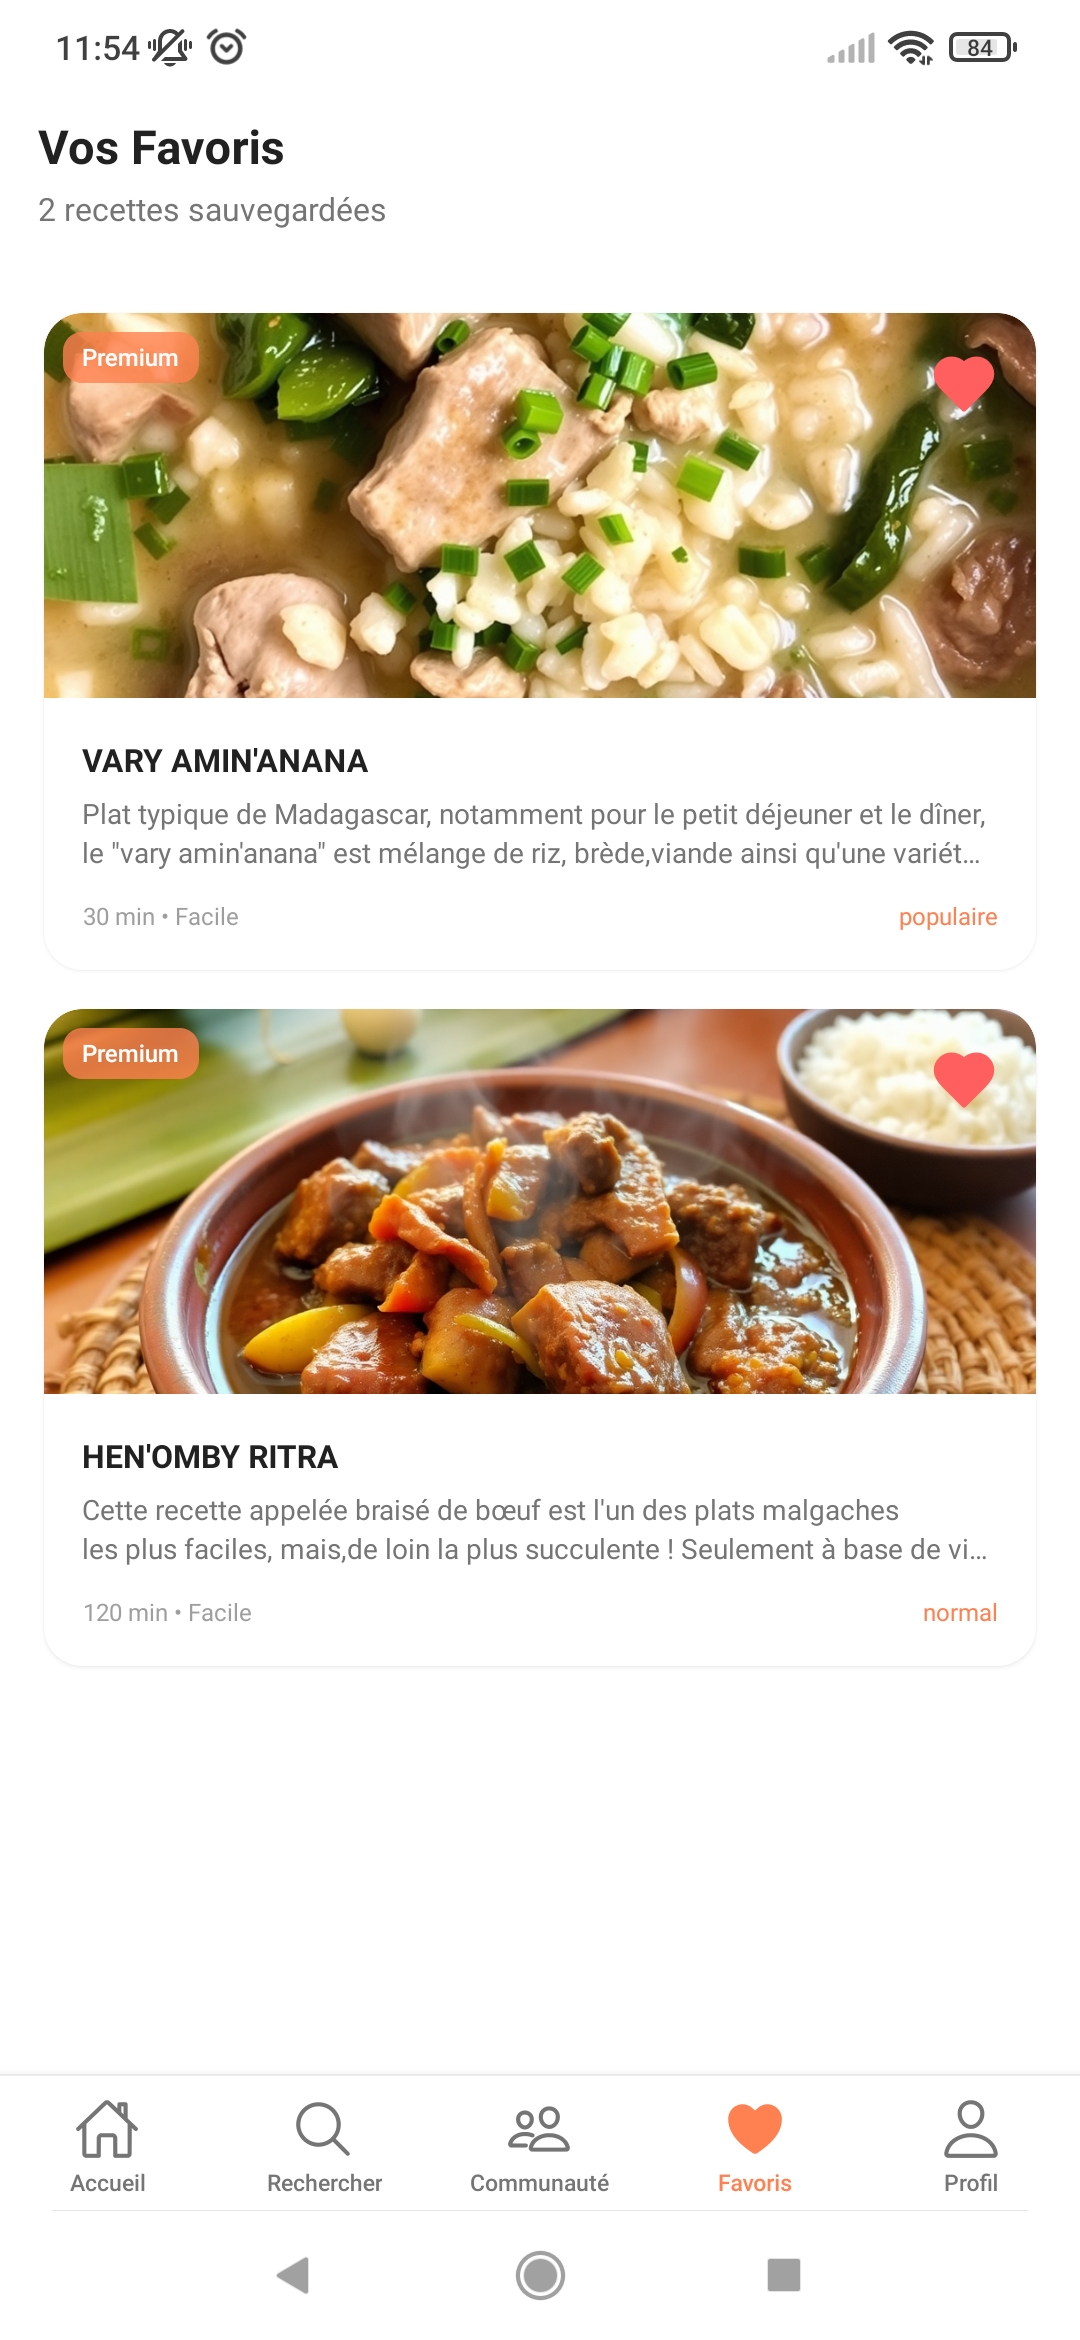 11:54
84
Vos Favoris
2 recettes sauvegardées
Premium
VARY AMIN'ANANA
Plat typique de Madagascar, notamment pour le petit déjeuner et le dîner,
le "vary amin'anana" est mélange de riz, brède,viande ainsi qu'une variét...
30 min • Facile
populaire
Premium
HEN'OMBY RITRA
Cette recette appelée braisé de bœuf est l'un des plats malgaches
les plus faciles, mais,de loin la plus succulente ! Seulement à base de vi...
120 min • Facile
normal
Accueil
Rechercher
Communauté
Favoris
Profil